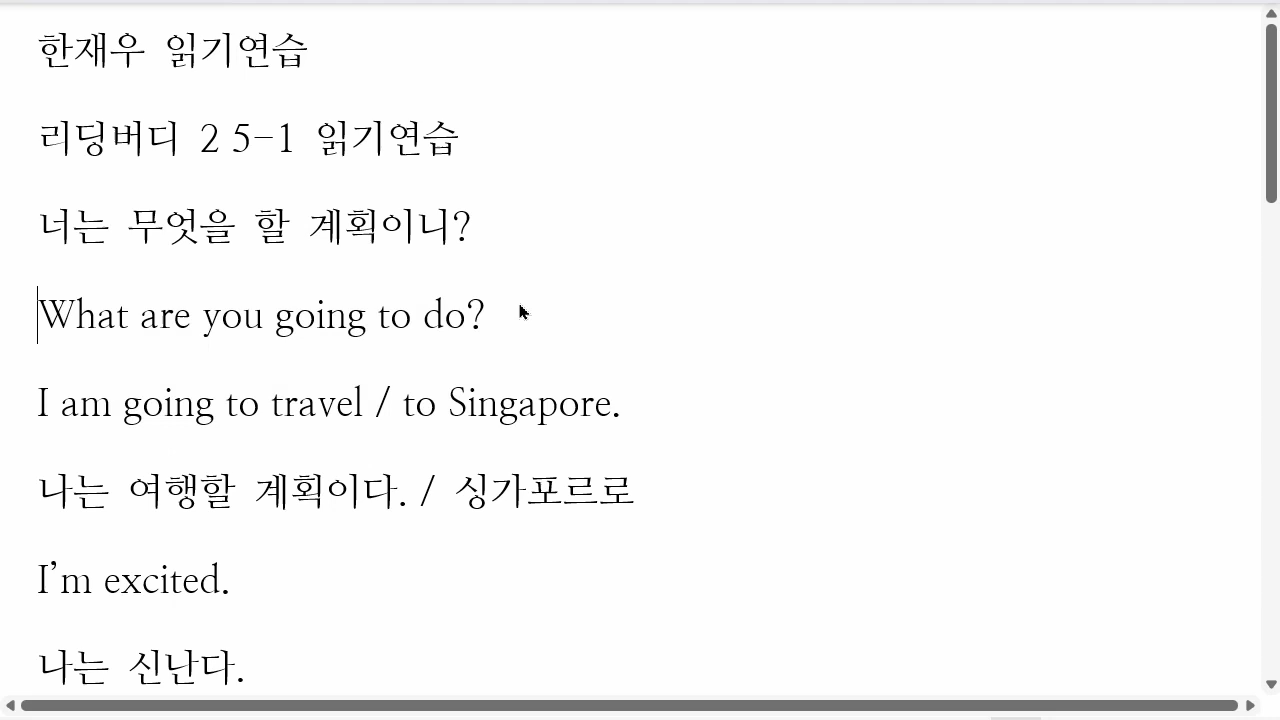 한재우 읽기연습
리딩버디 2 5-1 읽기연습
너는 무엇을 할 계획이니?
What are you going to do?
I am going to travel / to Singapore.
나는 여행할 계획이다. / 싱가포르로
I’m excited.
나는 신난다.